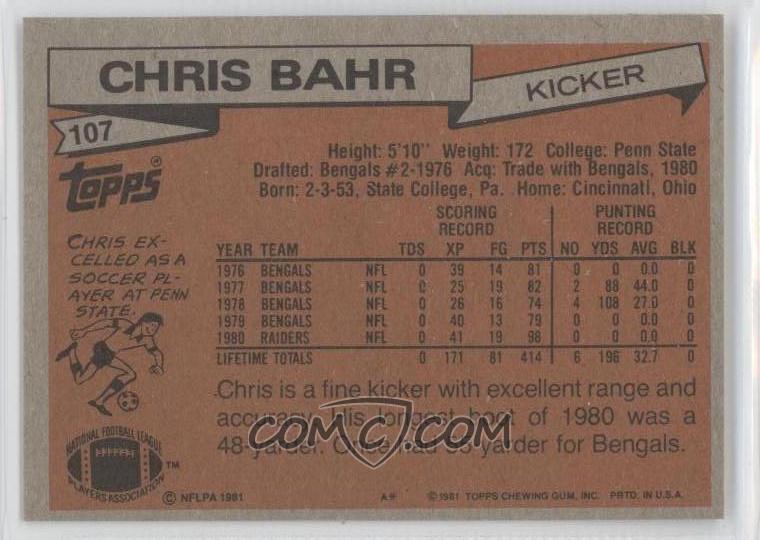 CHRIS BAHR
KICKER
107
TOPPS®
Height: 5'10" Weight: 172 College: Penn State
Drafted: Bengals #2-1976 Acq: Trade with Bengals, 1980
Born: 2-3-53, State College, Pa. Home: Cincinnati, Ohio
SCORING RECORD PUNTING RECORD
YEAR TEAM TDS XP FG PTS NO YDS AVG BLK
1976 BENGALS NFL 0 39 14 81 0 0 0.0 0
1977 BENGALS NFL 0 25 19 82 2 88 44.0 0
1978 BENGALS NFL 0 26 16 74 4 108 27.0 0
1979 BENGALS NFL 0 40 13 79 0 0 0.0 0
1980 RAIDERS NFL 0 41 19 98 0 0 0.0 0
LIFETIME TOTALS 0 171 81 414 6 196 32.7 0
CHRIS EX-
CELLED AS A
SOCCER PL-
AYER AT PENN
STATE.
Chris is a fine kicker with excellent range and
accuracy. His longest boot of 1980 was a
48-yarder. Once had 55-yarder for Bengals.
COMC.COM
NATIONAL FOOTBALL LEAGUE
PLAYERS ASSOCIATION
TM
© NFLPA 1981
A* © 1981 TOPPS CHEWING GUM, INC. PRTD. IN U.S.A.